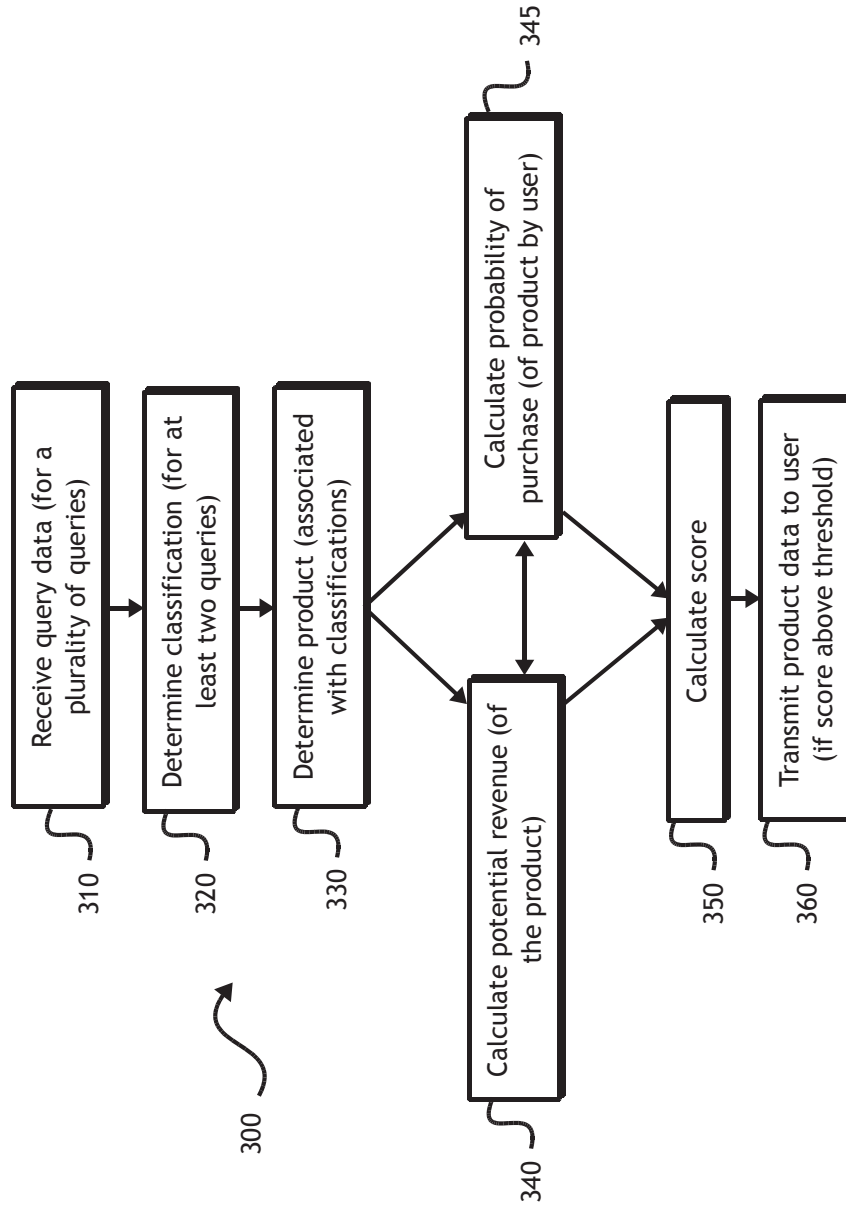 300
310
Receive query data (for a
plurality of queries)
320
Determine classification (for at
least two queries)
330
Determine product (associated
with classifications)
340
Calculate potential revenue (of
the product)
345
Calculate probability of
purchase (of product by user)
350
Calculate score
360
Transmit product data to user
(if score above threshold)